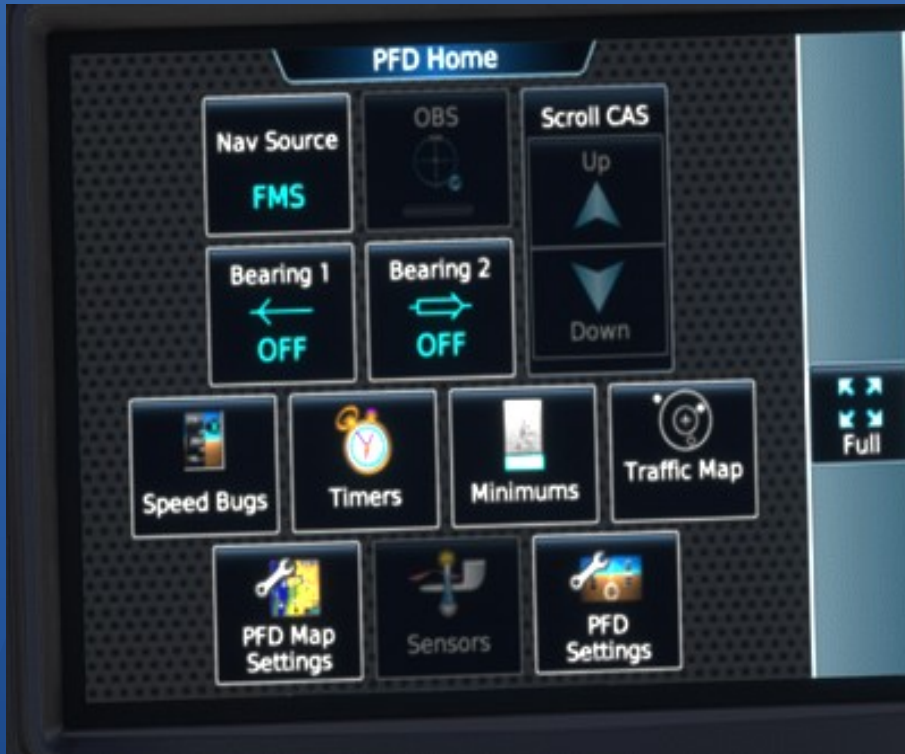 PFD Home
Nav Source
FMS
OBS
Scroll CAS
Up
Down
Bearing 1
OFF
Bearing 2
OFF
Speed Bugs
Timers
Minimums
Traffic Map
Full
PFD Map
Settings
Sensors
PFD
Settings